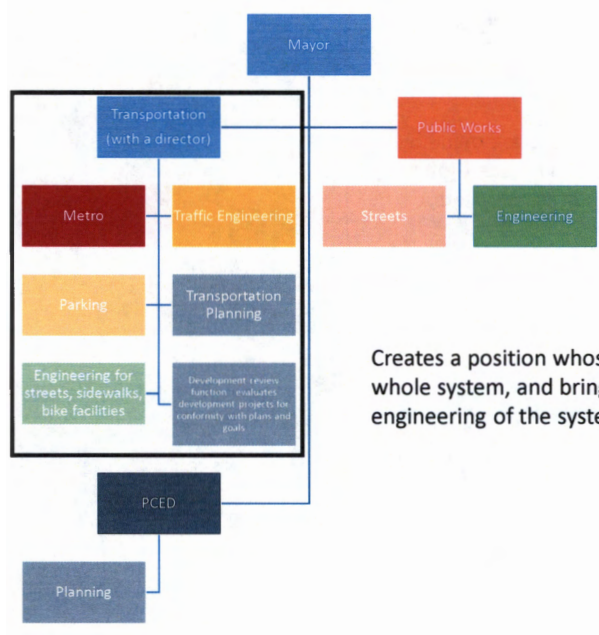 Mayor
Transportation
(with a director)
Public Works
Metro
Traffic Engineering
Streets
Engineering
Parking
Transportation
Planning
Engineering for
streets, sidewalks,
bike facilities
Development review
function evaluates
development projects for
conformity with plans and
goals
Creates a position whos
whole system, and bring
engineering of the syste
PCED
Planning